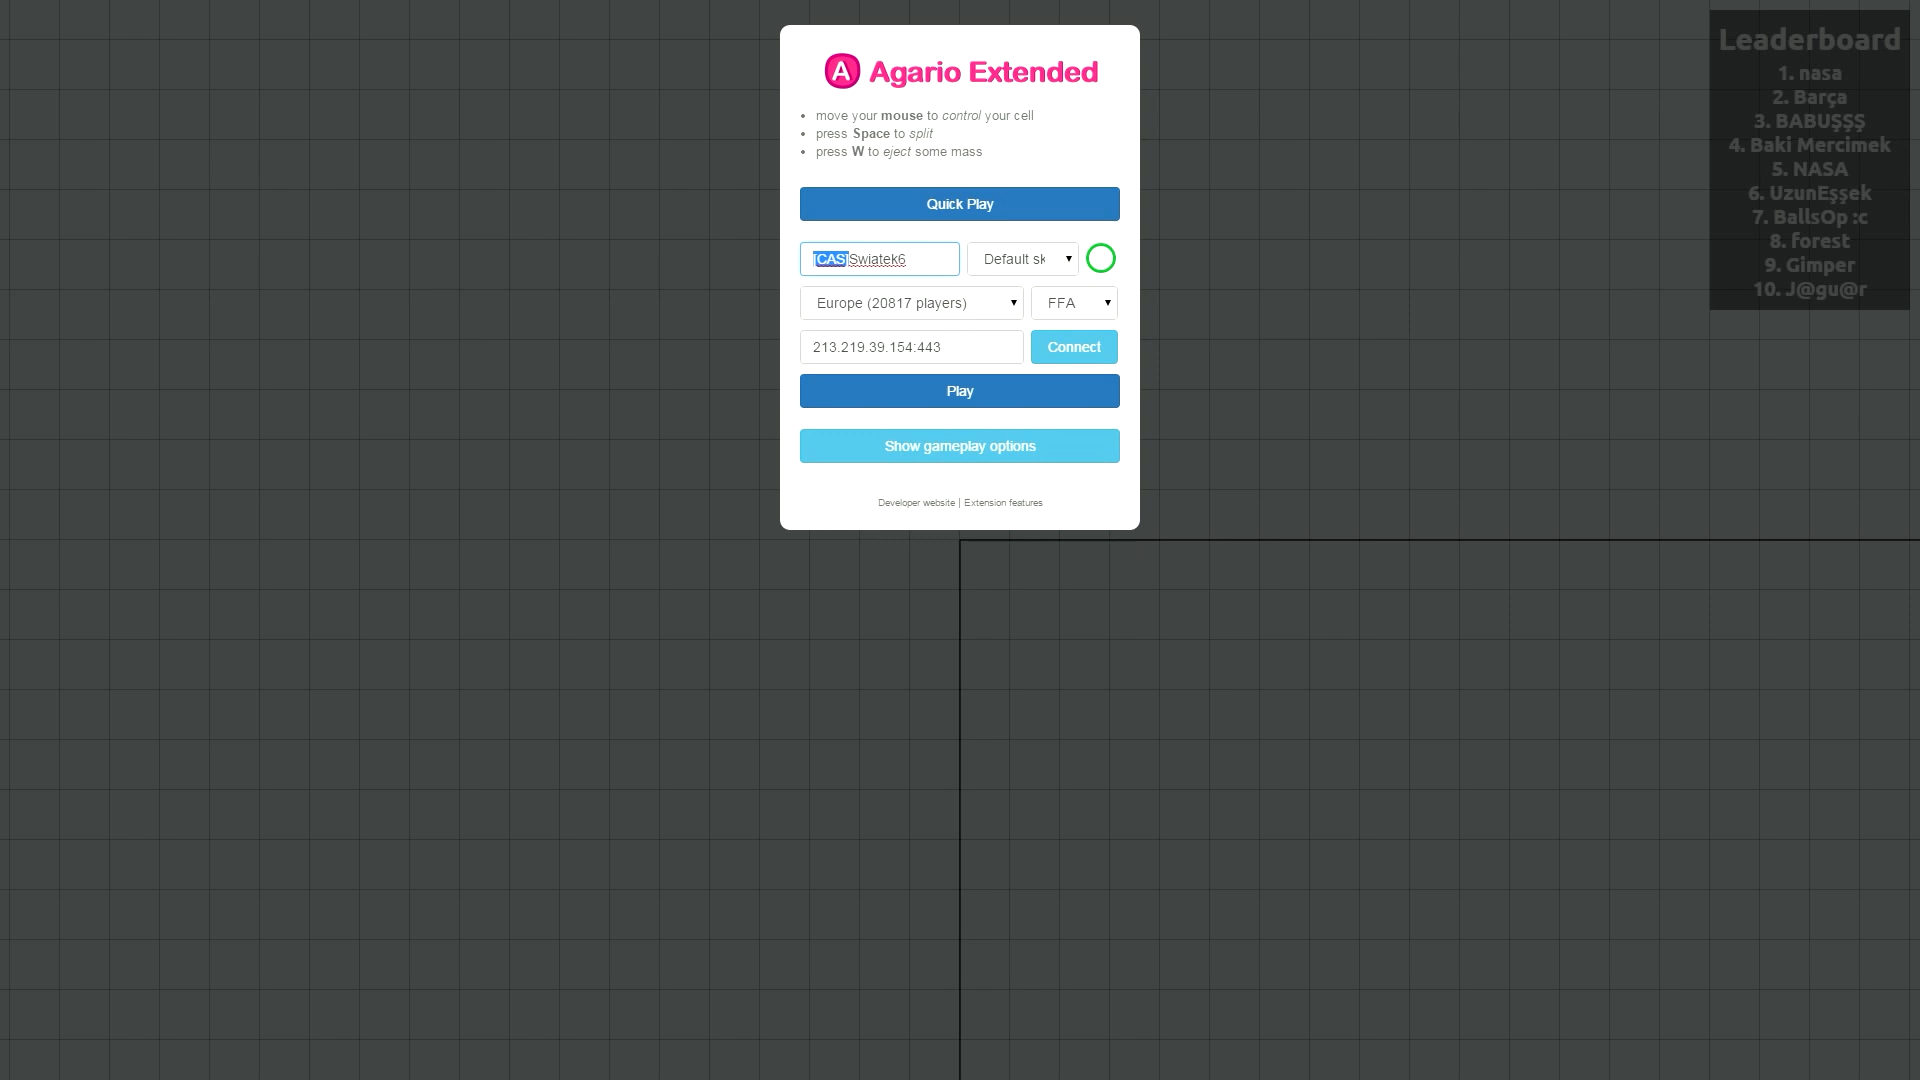 A Agario Extended
move your mouse to control your cell
press Space to split
press W to eject some mass
Quick Play
[CAS]Swiatek6
Default sk
Europe (20817 players)
FFA
213.219.39.154:443
Connect
Play
Show gameplay options
Developer website | Extension features
Leaderboard
1. nasa
2. Barça
3. BABUŞŞŞ
4. Baki Mercimek
5. NASA
6. UzunEşşek
7. BallsOp :c
8. forest
9. Gimper
10. J@gu@r